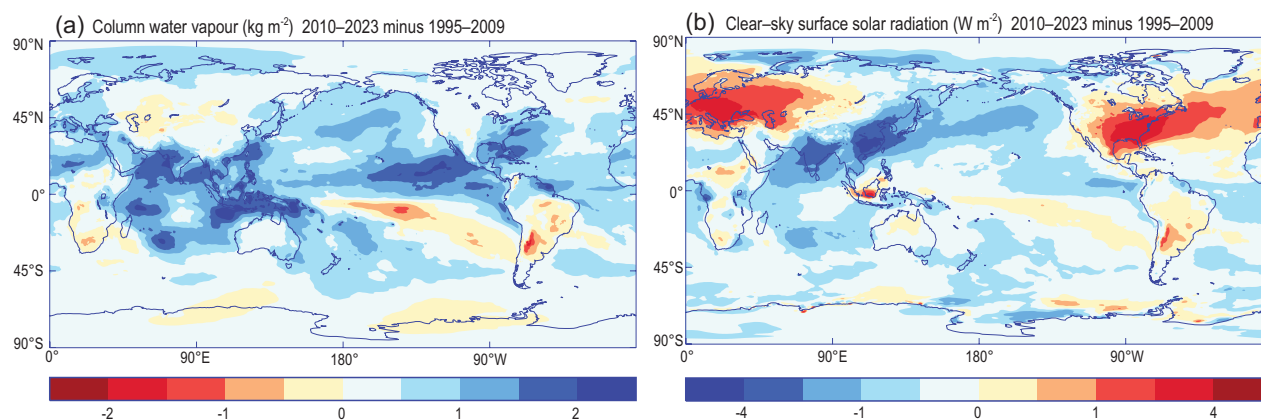 (a) Column water vapour (kg m⁻²) 2010–2023 minus 1995–2009
90°N
45°N
0°
45°S
90°S
0° 90°E 180° 90°W
-2 -1 0 1 2
(b) Clear–sky surface solar radiation (W m⁻²) 2010–2023 minus 1995–2009
90°N
45°N
0°
45°S
90°S
0° 90°E 180° 90°W
-4 -1 0 1 4